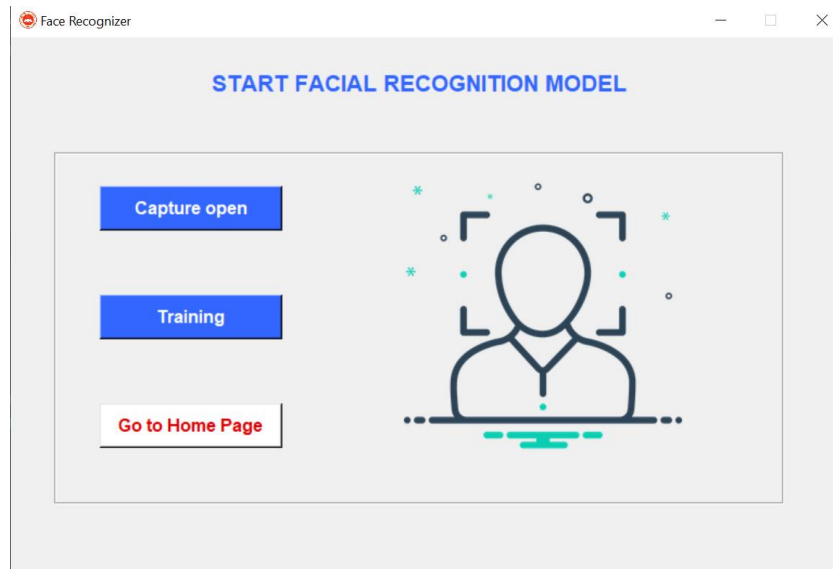 Face Recognizer
START FACIAL RECOGNITION MODEL
Capture open
Training
Go to Home Page